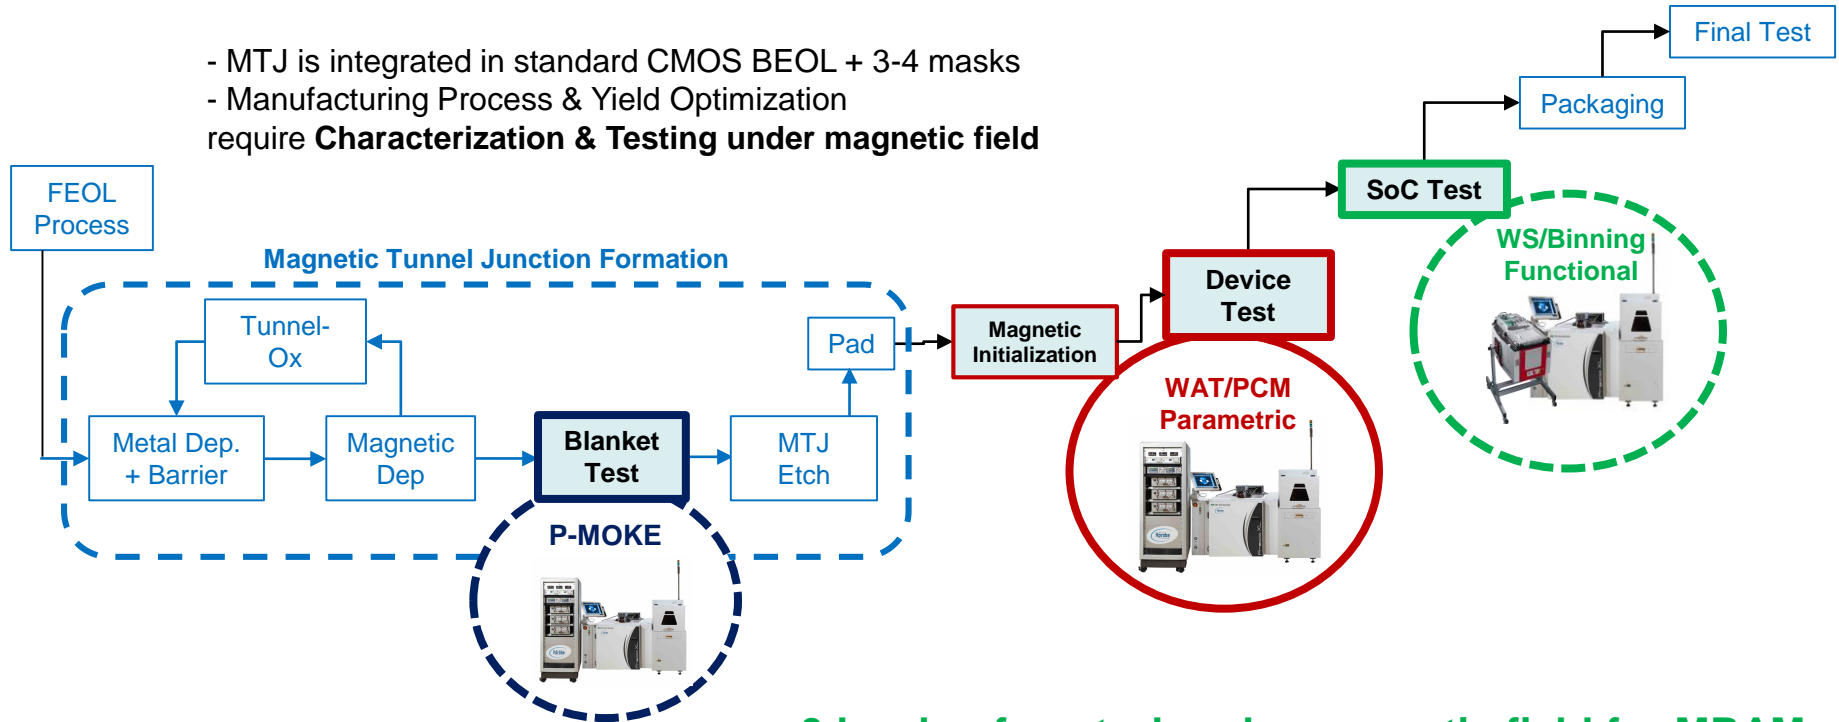 - MTJ is integrated in standard CMOS BEOL + 3-4 masks
- Manufacturing Process & Yield Optimization
require Characterization & Testing under magnetic field
Final Test
Packaging
SoC Test
WS/Binning
Functional
FEOL
Process
Magnetic Tunnel Junction Formation
Device
Test
Tunnel-
Ox
Pad
Magnetic
Initialization
WAT/PCM
Parametric
Metal Dep.
+ Barrier
Magnetic
Dep
Blanket
Test
MTJ
Etch
P-MOKE